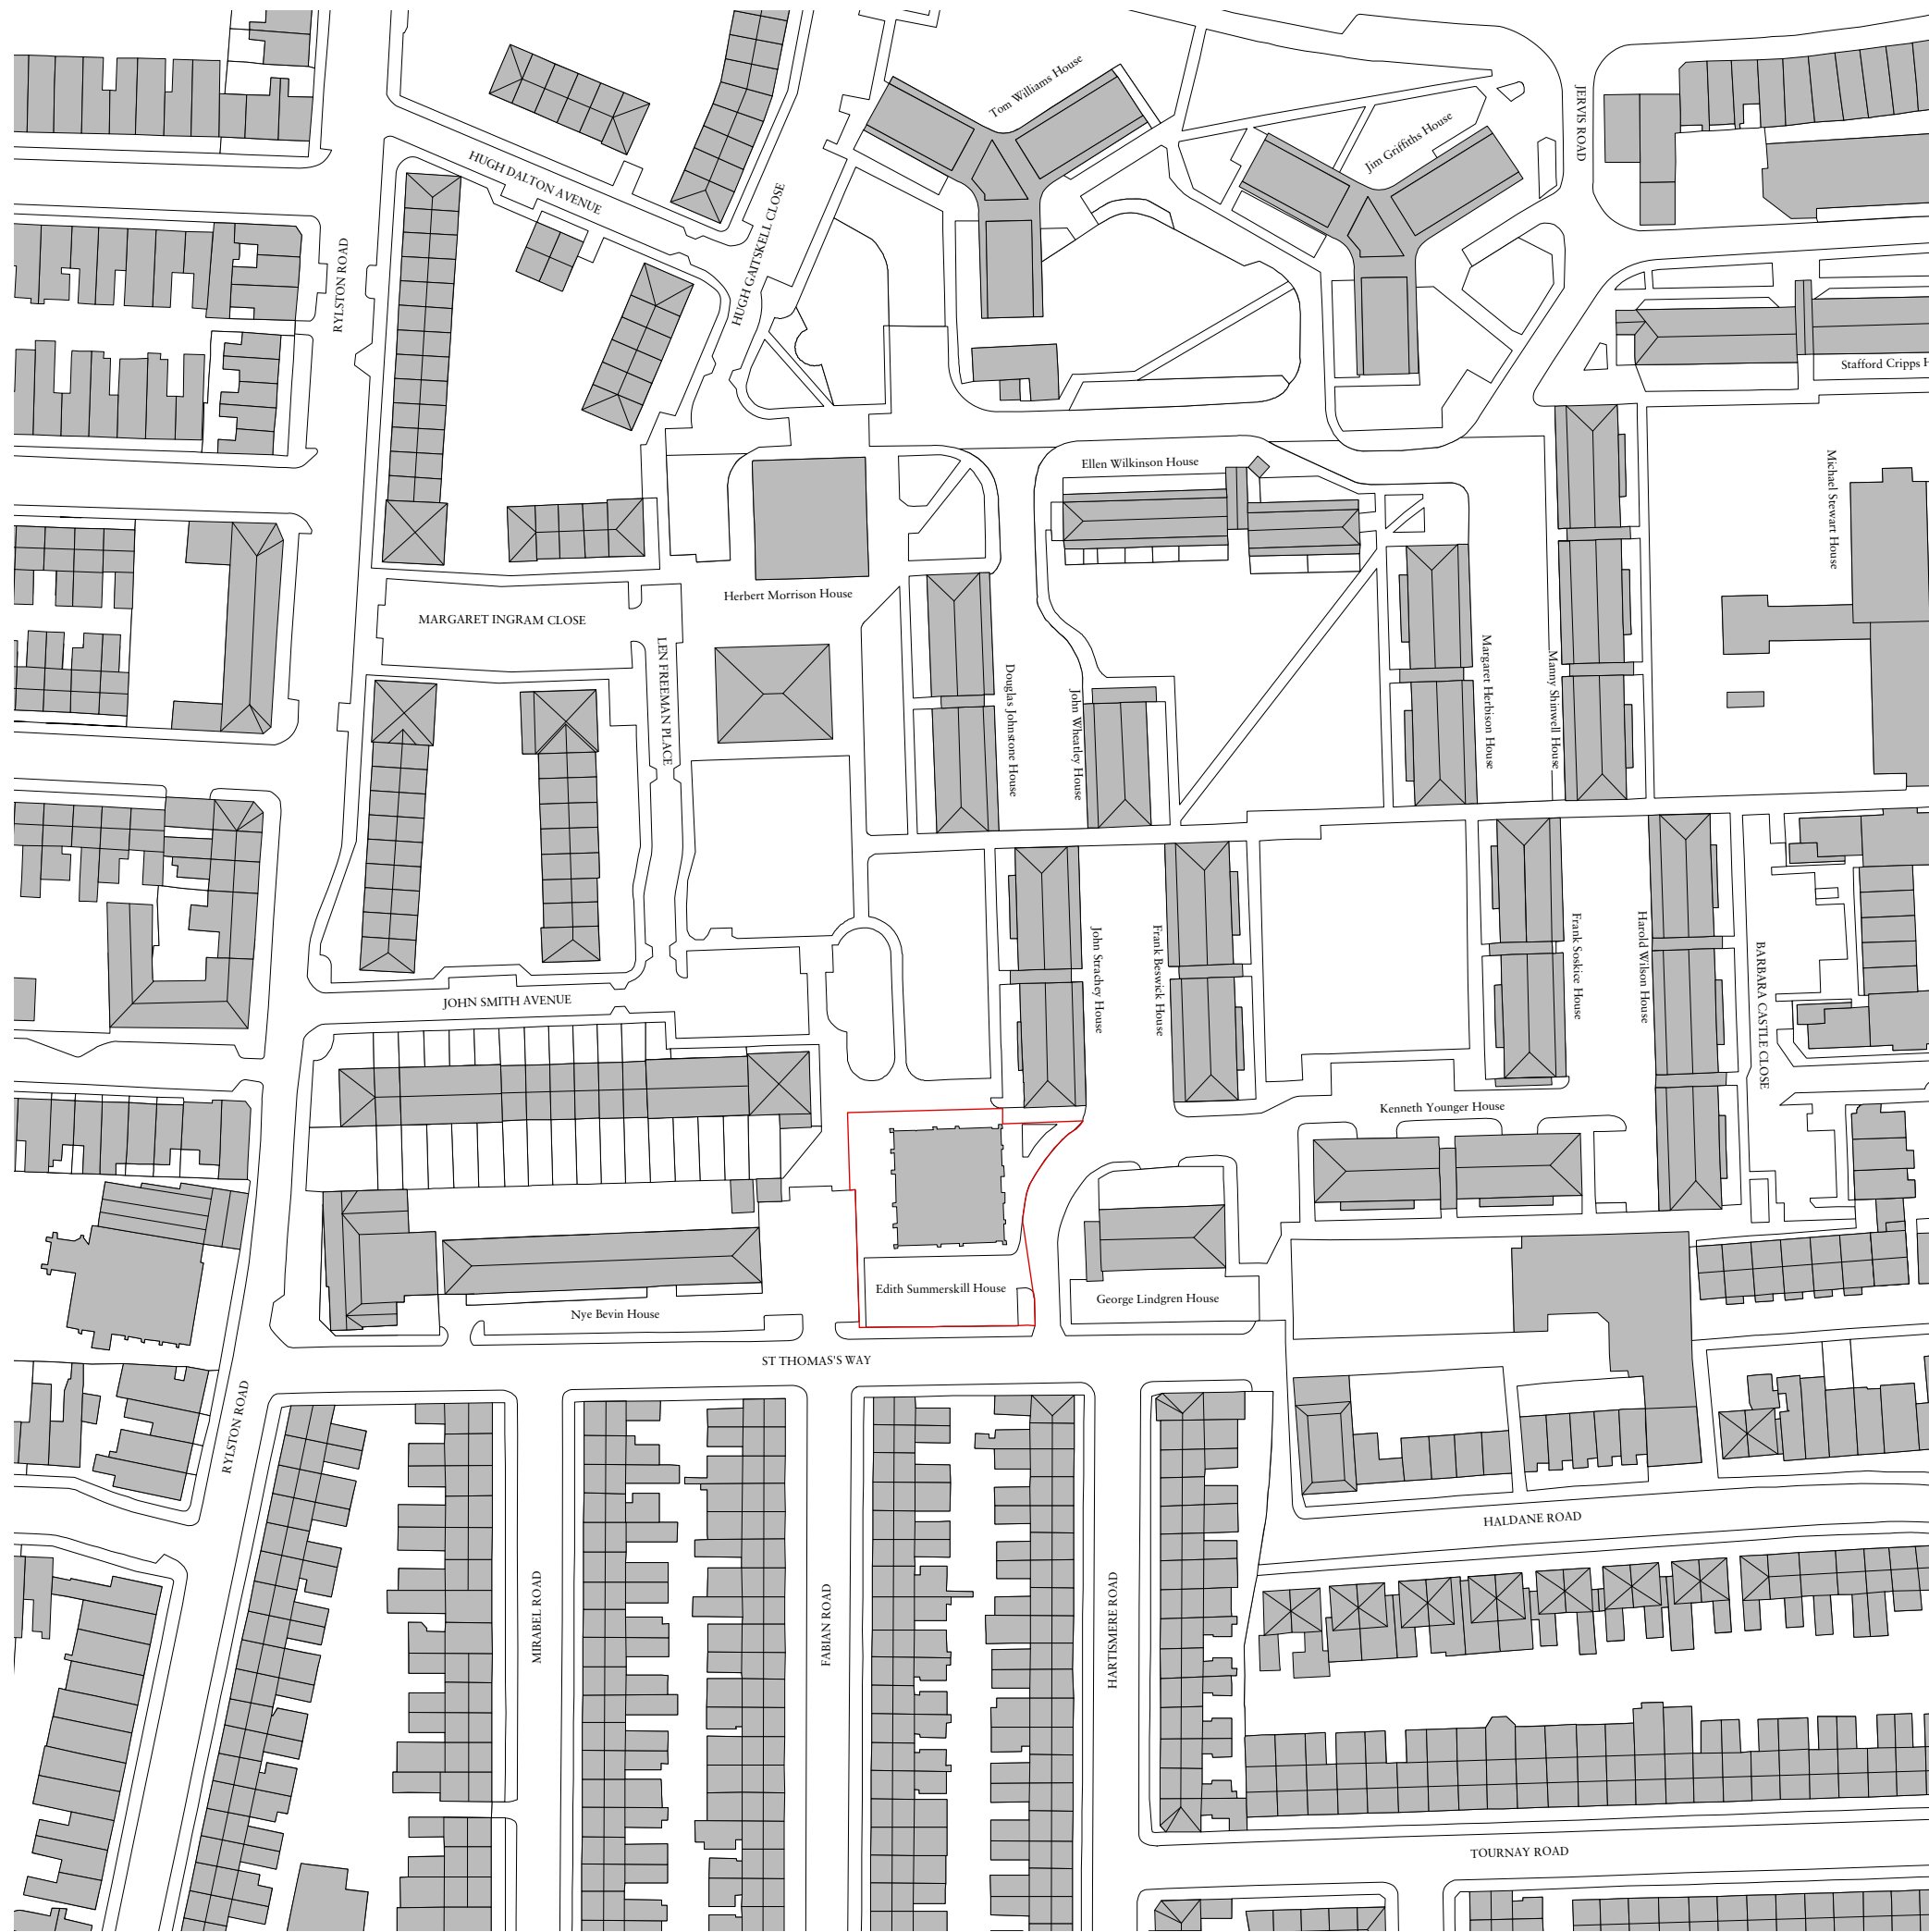 Tom Williams House
JERVIS ROAD
Jim Griffiths House
HUGH DALTON AVENUE
HUGH GAITSKELL CLOSE
RYLSTON ROAD
Stafford Cripps H
Ellen Wilkinson House
Michael Stewart House
Herbert Morrison House
MARGARET INGRAM CLOSE
LEN FREEMAN PLACE
Douglas Johnstone House
John Wheatley House
Margaret Herbison House
Manny Shinwell House
John Strachey House
Frank Beswick House
Frank Soskice House
Harold Wilson House
BARBARA CASTLE CLOSE
JOHN SMITH AVENUE
Kenneth Younger House
Edith Summerskill House
George Lindgren House
Nye Bevin House
ST THOMAS'S WAY
RYLSTON ROAD
HALDANE ROAD
MIRABEL ROAD
FABIAN ROAD
HARTISMERE ROAD
TOURNAY ROAD